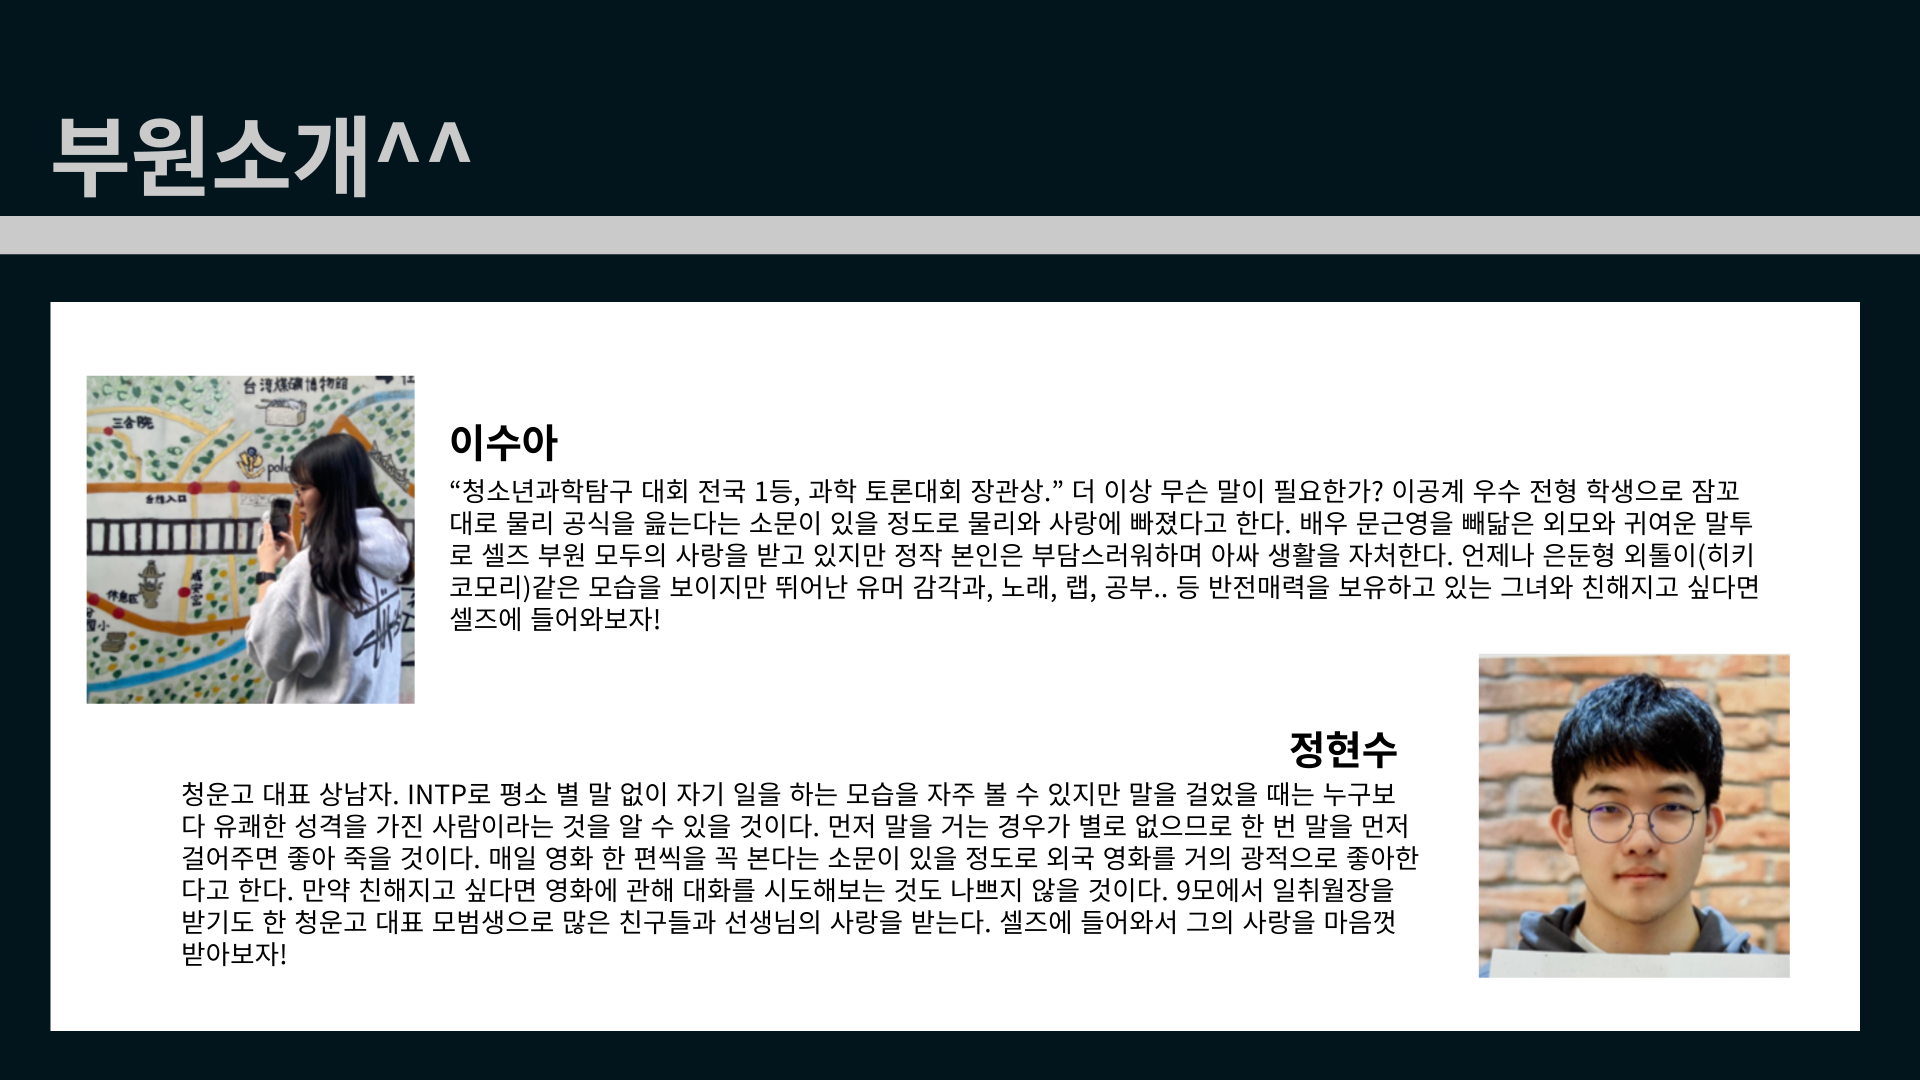 부원소개^^
台灣煤礦博物館
三合院
polic
台陽入口
休息區
이수아
“청소년과학탐구 대회 전국 1등, 과학 토론대회 장관상.” 더 이상 무슨 말이 필요한가? 이공계 우수 전형 학생으로 잠꼬
대로 물리 공식을 읊는다는 소문이 있을 정도로 물리와 사랑에 빠졌다고 한다. 배우 문근영을 빼닮은 외모와 귀여운 말투
로 셀즈 부원 모두의 사랑을 받고 있지만 정작 본인은 부담스러워하며 아싸 생활을 자처한다. 언제나 은둔형 외톨이(히키
코모리)같은 모습을 보이지만 뛰어난 유머 감각과, 노래, 랩, 공부.. 등 반전매력을 보유하고 있는 그녀와 친해지고 싶다면
셀즈에 들어와보자!
정현수
청운고 대표 상남자. INTP로 평소 별 말 없이 자기 일을 하는 모습을 자주 볼 수 있지만 말을 걸었을 때는 누구보
다 유쾌한 성격을 가진 사람이라는 것을 알 수 있을 것이다. 먼저 말을 거는 경우가 별로 없으므로 한 번 말을 먼저
걸어주면 좋아 죽을 것이다. 매일 영화 한 편씩을 꼭 본다는 소문이 있을 정도로 외국 영화를 거의 광적으로 좋아한
다고 한다. 만약 친해지고 싶다면 영화에 관해 대화를 시도해보는 것도 나쁘지 않을 것이다. 9모에서 일취월장을
받기도 한 청운고 대표 모범생으로 많은 친구들과 선생님의 사랑을 받는다. 셀즈에 들어와서 그의 사랑을 마음껏
받아보자!